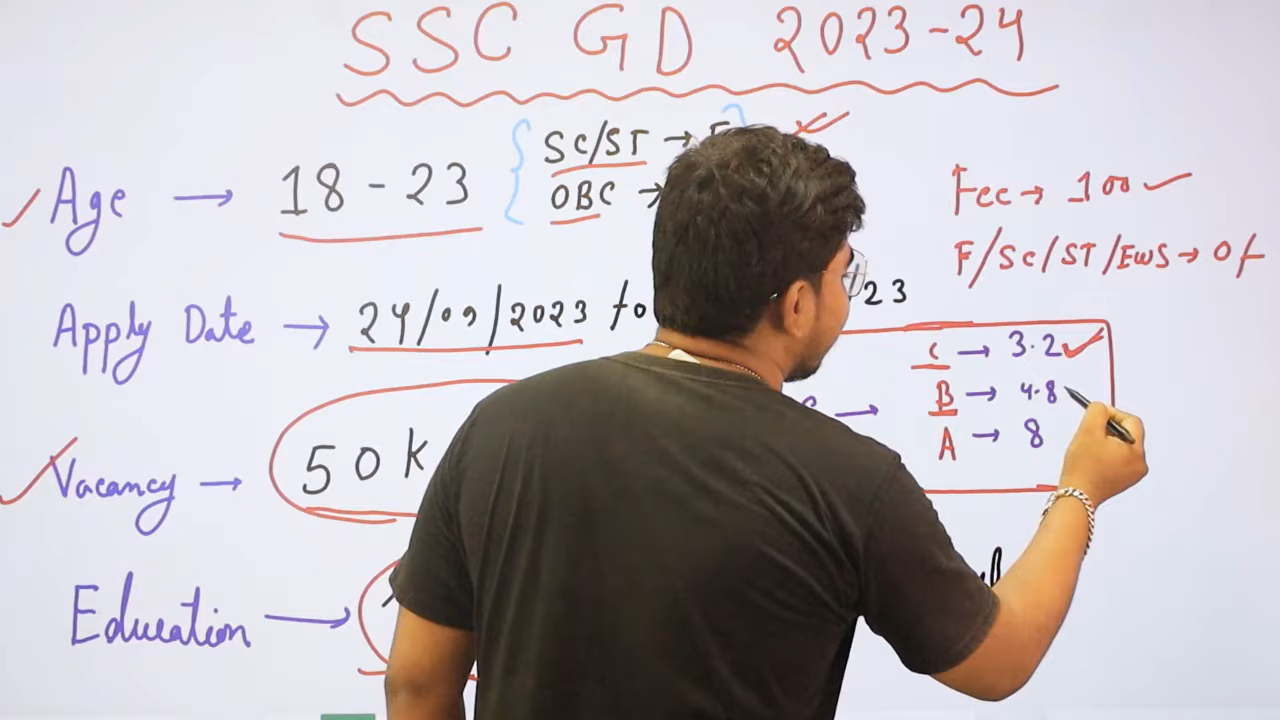 SSC GD 2023-24
Age → 18 - 23
SC/ST →
OBC →
Fee → 100
F/SC/ST/EWS → 0/-
Apply Date → 24/09/2023 to
23
C → 3.2
B → 4.8
A → 8
Vacancy → 50K
Education →